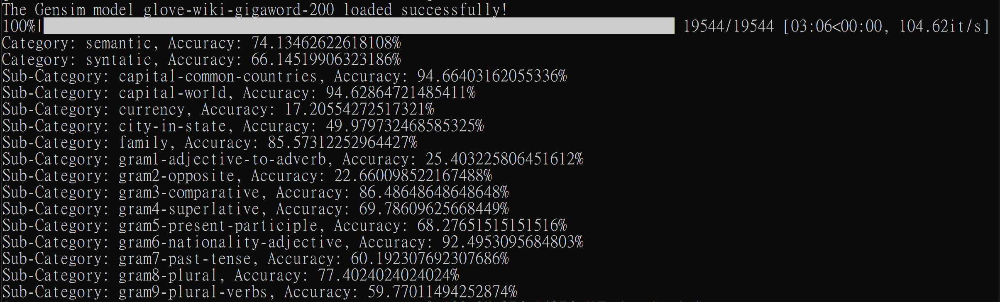 The Gensim model glove-wiki-gigaword-200 loaded successfully!
100%| 19544/19544 [03:06<00:00, 104.62it/s]
Category: semantic, Accuracy: 74.13462622618108%
Category: syntatic, Accuracy: 66.14519906323186%
Sub-Category: capital-common-countries, Accuracy: 94.66403162055336%
Sub-Category: capital-world, Accuracy: 94.62864721485411%
Sub-Category: currency, Accuracy: 17.20554272517321%
Sub-Category: city-in-state, Accuracy: 49.979732468585325%
Sub-Category: family, Accuracy: 85.57312252964427%
Sub-Category: gram1-adjective-to-adverb, Accuracy: 25.403225806451612%
Sub-Category: gram2-opposite, Accuracy: 22.660098522167488%
Sub-Category: gram3-comparative, Accuracy: 86.48648648648648%
Sub-Category: gram4-superlative, Accuracy: 69.78609625668449%
Sub-Category: gram5-present-participle, Accuracy: 68.27651515151516%
Sub-Category: gram6-nationality-adjective, Accuracy: 92.4953095684803%
Sub-Category: gram7-past-tense, Accuracy: 60.192307692307686%
Sub-Category: gram8-plural, Accuracy: 77.4024024024024%
Sub-Category: gram9-plural-verbs, Accuracy: 59.77011494252874%